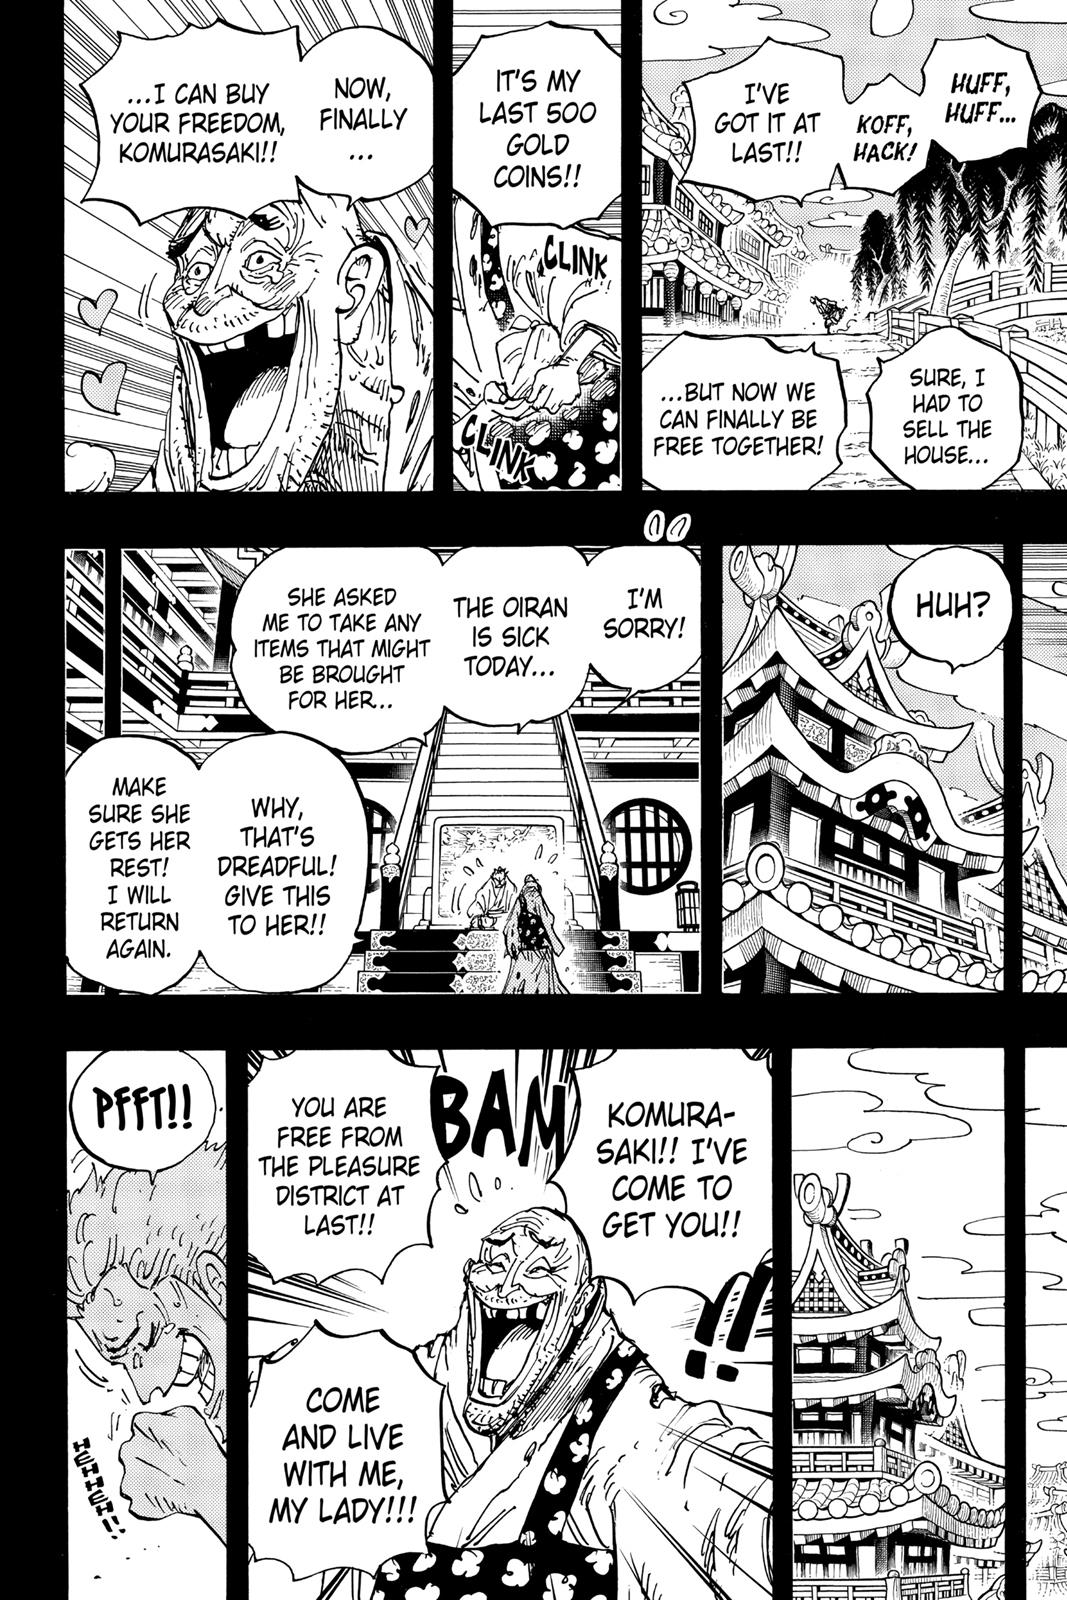 HUFF,
HUFF...
KOFF,
HACK!
I'VE
GOT IT AT
LAST!!
SURE, I
HAD TO
SELL THE
HOUSE...
...BUT NOW WE
CAN FINALLY BE
FREE TOGETHER!
IT'S MY
LAST 500
GOLD
COINS!!
CLINK
CLINK
NOW,
FINALLY
...
...I CAN BUY
YOUR FREEDOM,
KOMURASAKI!!
HUH?
I'M
SORRY!
THE OIRAN
IS SICK
TODAY...
SHE ASKED
ME TO TAKE ANY
ITEMS THAT MIGHT
BE BROUGHT
FOR HER...
WHY,
THAT'S
DREADFUL!
GIVE THIS
TO HER!!
MAKE
SURE SHE
GETS HER
REST!
I WILL
RETURN
AGAIN.
KOMURA-
SAKI!! I'VE
COME TO
GET YOU!!
BAM
!!
YOU ARE
FREE FROM
THE PLEASURE
DISTRICT AT
LAST!!
COME
AND LIVE
WITH ME,
MY LADY!!!
PFFT!!
HEH HEH!!